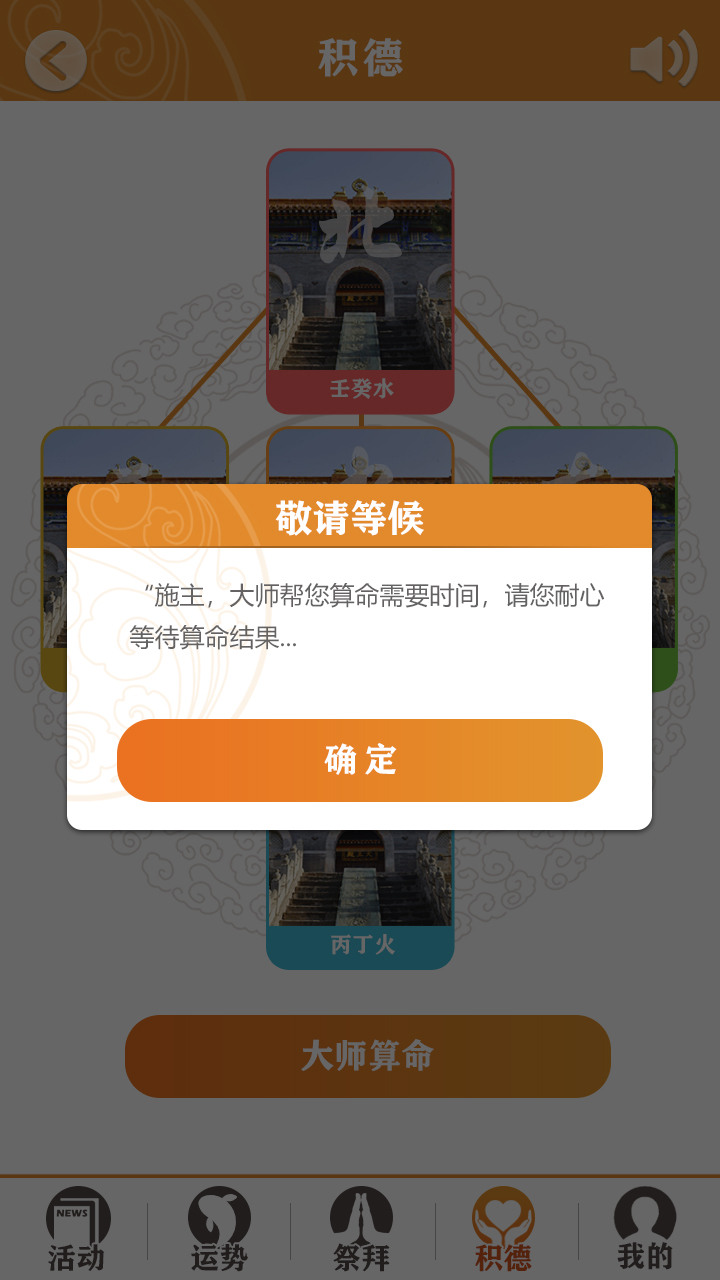 积德
北
壬癸水
敬请等候
“施主，大师帮您算命需要时间，请您耐心
等待算命结果...
确定
丙丁火
大师算命
NEWS
活动
运势
祭拜
积德
我的